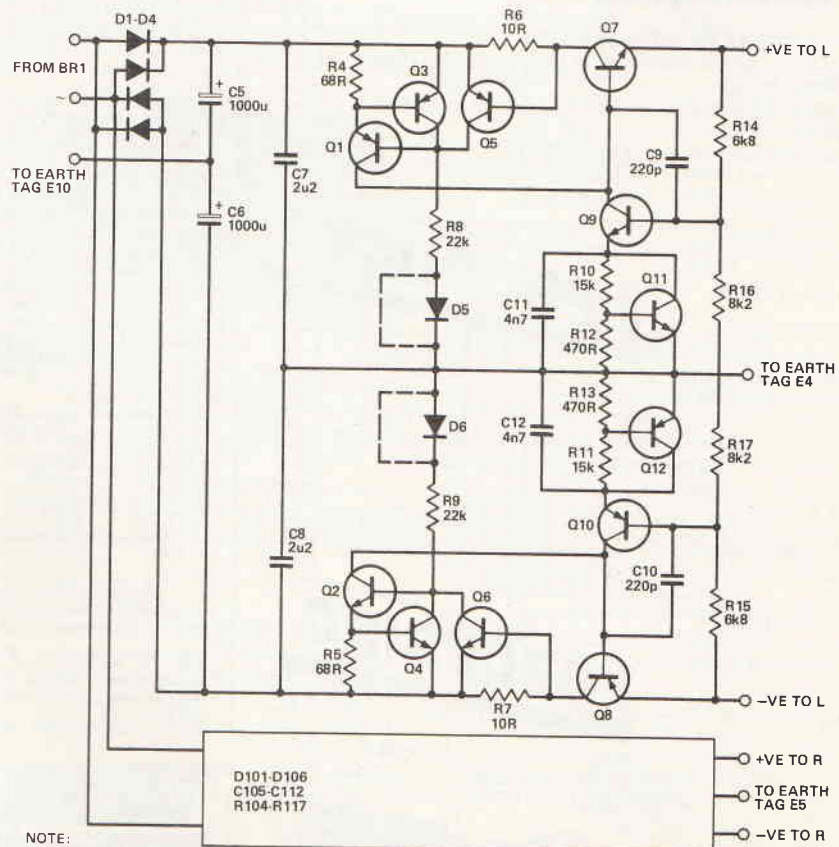 D1-D4
FROM BR1
~
TO EARTH
TAG E10
C5
1000u
+
C6
1000u
+
C7
2u2
C8
2u2
R4
68R
Q3
Q1
Q5
R6
10R
Q7
+VE TO L
R14
6k8
C9
220p
Q9
R8
22k
D5
R10
15k
Q11
C11
4n7
R12
470R
R16
8k2
TO EARTH
TAG E4
D6
C12
4n7
R13
470R
R11
15k
Q12
R17
8k2
R9
22k
Q10
C10
220p
R15
6k8
Q2
Q4
Q6
R5
68R
R7
10R
Q8
-VE TO L
D101-D106
C105-C112
R104-R117
+VE TO R
TO EARTH
TAG E5
-VE TO R
NOTE: